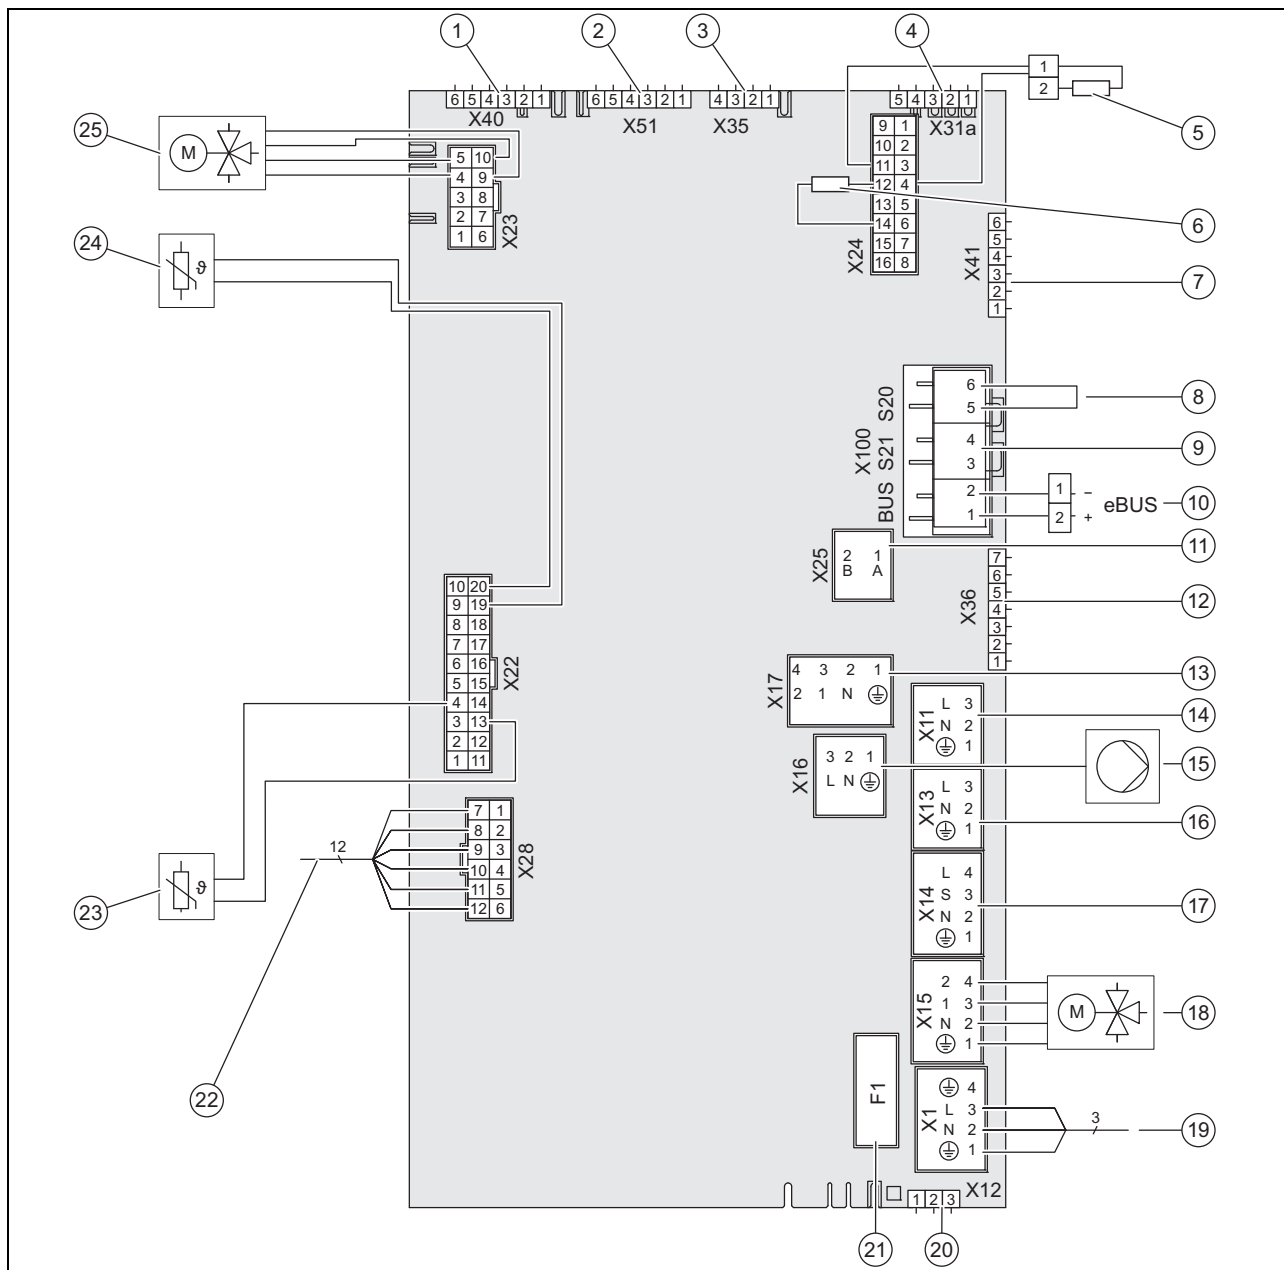 1 2 3 4
1
2
5
6 5 4 3 2 1
X40
6 5 4 3 2 1
X51
4 3 2 1
X35
5 4 3 2 1
X31a
25
M
5 10
4 9
3 8
2 7
1 6
X23
9 1
10 2
11 3
12 4
13 5
14 6
15 7
16 8
X24
6
24
ϑ
6
5
4
3
2
1
X41
7
X100
S20
6
5
8
S21
4
3
9
BUS
2
1
1 –
2 +
eBUS
10
X25
2 1
B A
11
7
6
5
4
3
2
1
X36
12
10 20
9 19
8 18
7 17
6 16
5 15
4 14
3 13
2 12
1 11
X22
X17
4 3 2 1
2 1 N
13
X11
L 3
N 2
1
14
X16
3 2 1
L N
15
X13
L 3
N 2
1
16
12
7 1
8 2
9 3
10 4
11 5
12 6
X28
23
ϑ
X14
L 4
S 3
N 2
1
17
X15
2 4
1 3
N 2
1
M
18
22
F1
X1
4
L 3
N 2
1
3
19
1 2 3
X12
21
20